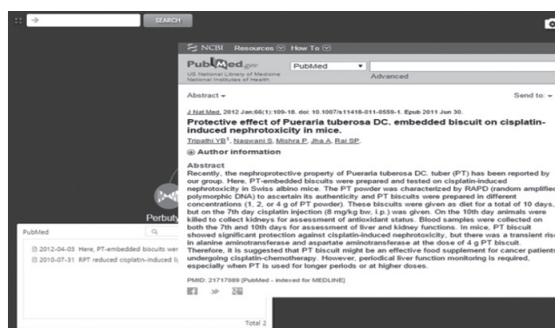 SEARCH
NCBI Resources How To
PubMed.gov
PubMed
US National Library of Medicine
National Institutes of Health
Advanced
Abstract
Send to:
J Nat Med. 2012 Jan;66(1):109-18. doi: 10.1007/s11418-011-0559-1. Epub 2011 Jun 30.
Protective effect of Pueraria tuberosa DC. embedded biscuit on cisplatin-
induced nephrotoxicity in mice.
Tripathi YB1, Nagwani S, Mishra P, Jha A, Rai SP.
Author information
Abstract
Recently, the nephroprotective property of Pueraria tuberosa DC. tuber (PT) has been reported by
our group. Here, PT-embedded biscuits were prepared and tested on cisplatin-induced
nephrotoxicity in Swiss albino mice. The PT powder was characterized by RAPD (random amplified
polymorphic DNA) to ascertain its authenticity and PT biscuits were prepared in different
concentrations (1, 2, or 4 g of PT powder). These biscuits were given as diet for a total of 10 days,
but on the 7th day cisplatin injection (8 mg/kg bw, i.p.) was given. On the 10th day animals were
killed to collect kidneys for assessment of antioxidant status. Blood samples were collected on
both the 7th and 10th days for assessment of liver and kidney functions. In mice, PT biscuit
showed significant protection against cisplatin-induced nephrotoxicity, but there was a transient rise
in alanine aminotransferase and aspartate aminotransferase at the dose of 4 g PT biscuit.
Therefore, it is suggested that PT biscuit might be an effective food supplement for cancer patients
undergoing cisplatin-chemotherapy. However, periodical liver function monitoring is required,
especially when PT is used for longer periods or at higher doses.
PMID: 21717089 [PubMed - indexed for MEDLINE]
Perbuty
PubMed
2012-04-03 Here, PT-embedded biscuits wer
2010-07-31 RPT reduced cisplatin-induced li
Total 2